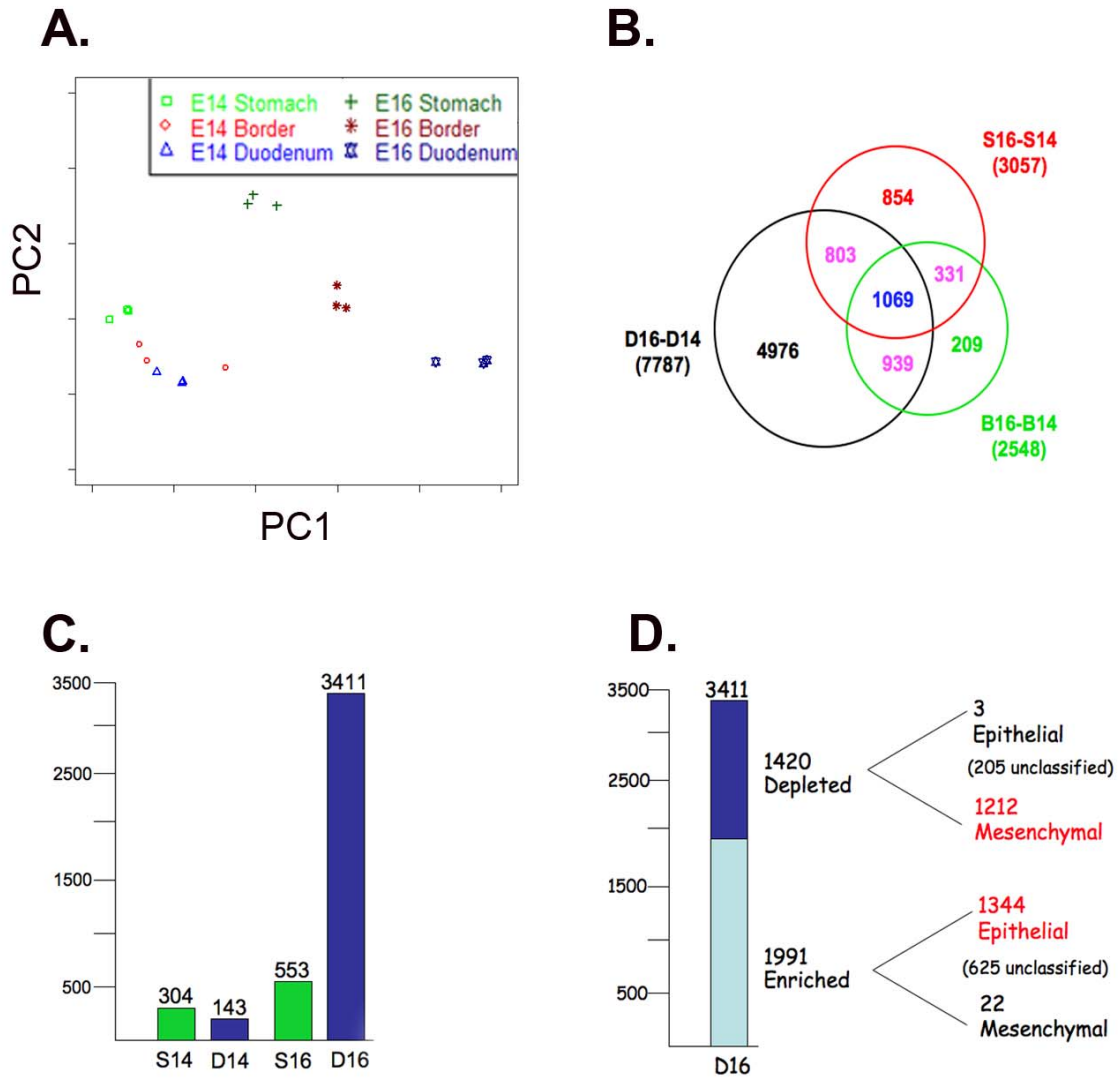 A.
E14 Stomach
E14 Border
E14 Duodenum
E16 Stomach
E16 Border
E16 Duodenum
PC2
PC1
B.
S16-S14
(3057)
854
803
331
1069
D16-D14
(7787)
4976
939
209
B16-B14
(2548)
C.
3500
2500
1500
500
304
143
553
3411
S14 D14 S16 D16
D.
3500
2500
1500
500
3411
D16
1420
Depleted
3
Epithelial
(205 unclassified)
1212
Mesenchymal
1991
Enriched
1344
Epithelial
(625 unclassified)
22
Mesenchymal